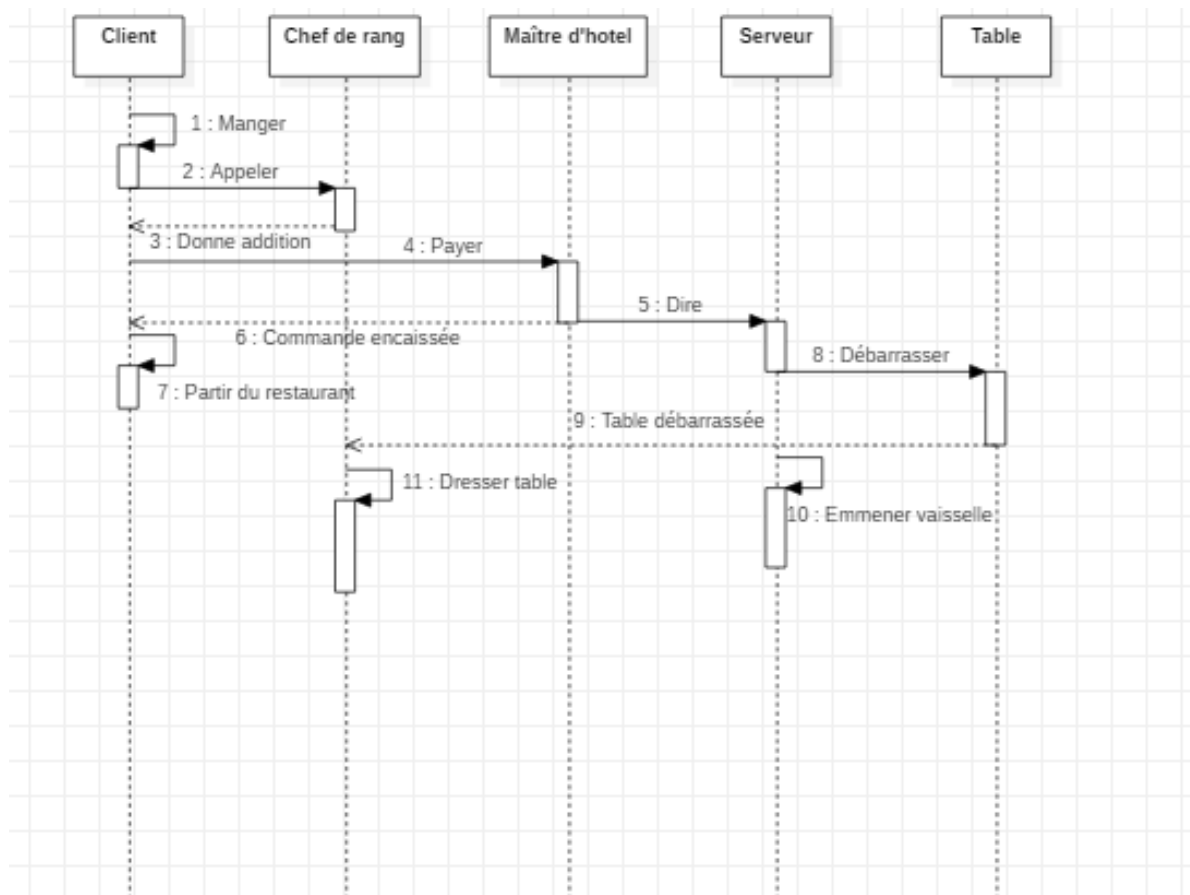 Client
Chef de rang
Maître d'hotel
Serveur
Table
1 : Manger
2 : Appeler
3 : Donne addition
4 : Payer
5 : Dire
6 : Commande encaissée
8 : Débarrasser
7 : Partir du restaurant
9 : Table débarrassée
11 : Dresser table
10 : Emmener vaisselle